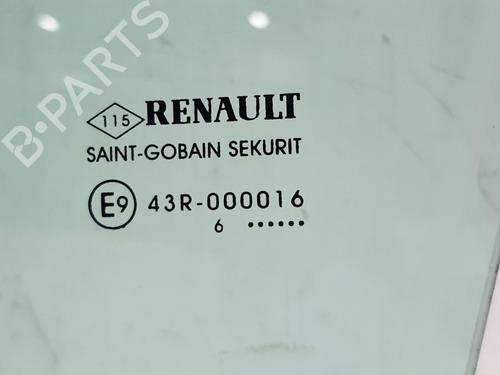 B-PARTS
115 RENAULT
SAINT-GOBAIN SEKURIT
E9 43R-000016
6 ......